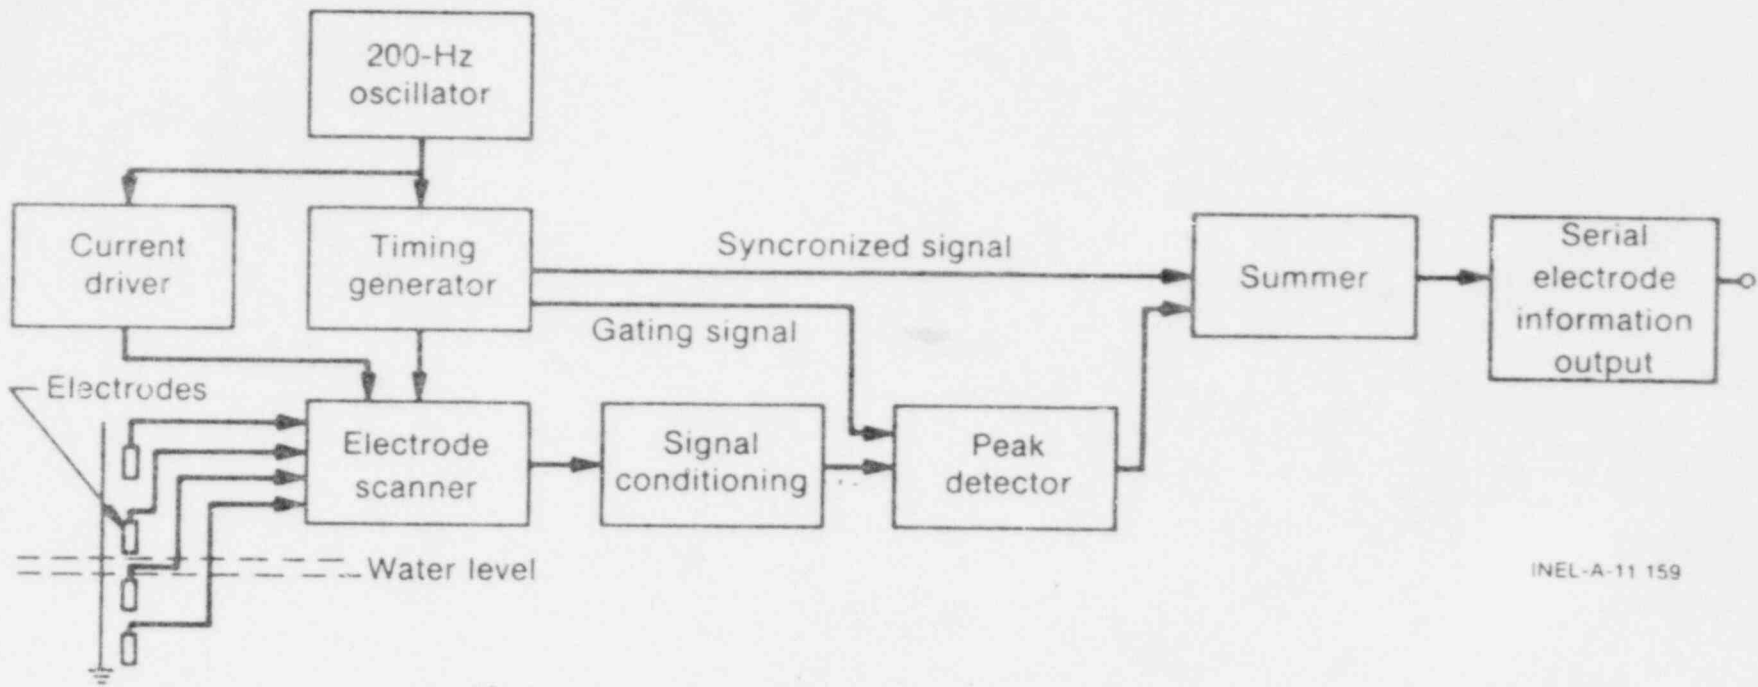 200-Hz
oscillator
Current
driver
Timing
generator
Syncronized signal
Gating signal
Summer
Serial
electrode
information
output
Electrodes
Electrode
scanner
Signal
conditioning
Peak
detector
Water level
INEL-A-11 159